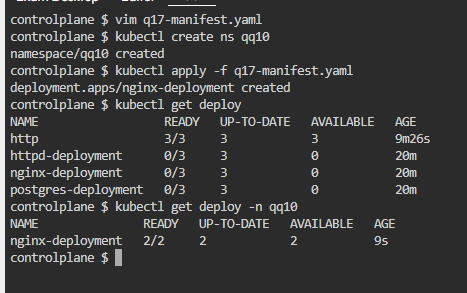 controlplane $ vim q17-manifest.yaml
controlplane $ kubectl create ns qq10
namespace/qq10 created
controlplane $ kubectl apply -f q17-manifest.yaml
deployment.apps/nginx-deployment created
controlplane $ kubectl get deploy
NAME READY UP-TO-DATE AVAILABLE AGE
http 3/3 3 3 9m26s
httpd-deployment 0/3 3 0 20m
nginx-deployment 0/3 3 0 20m
postgres-deployment 0/3 3 0 20m
controlplane $ kubectl get deploy -n qq10
NAME READY UP-TO-DATE AVAILABLE AGE
nginx-deployment 2/2 2 2 9s
controlplane $